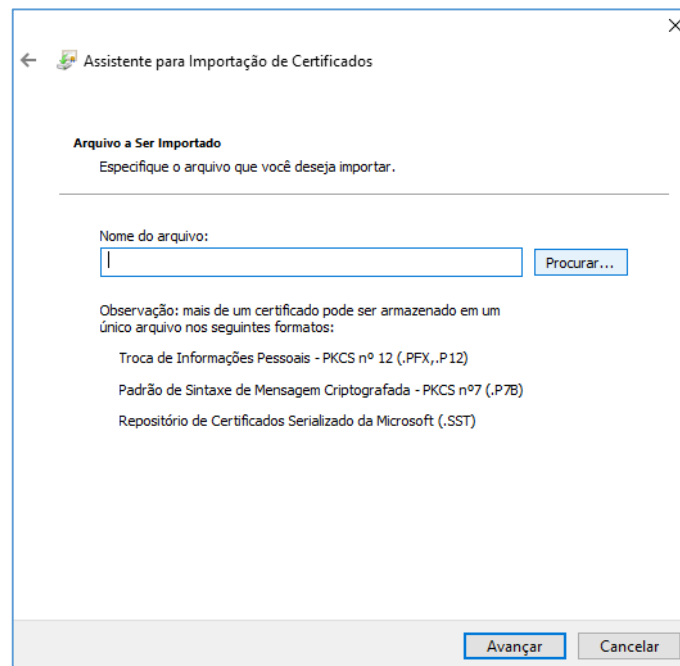 Assistente para Importação de Certificados
Arquivo a Ser Importado
Especifique o arquivo que você deseja importar.
Nome do arquivo:
Procurar...
Observação: mais de um certificado pode ser armazenado em um
único arquivo nos seguintes formatos:
Troca de Informações Pessoais - PKCS nº 12 (.PFX,.P12)
Padrão de Sintaxe de Mensagem Criptografada - PKCS nº7 (.P7B)
Repositório de Certificados Serializado da Microsoft (.SST)
Avançar
Cancelar